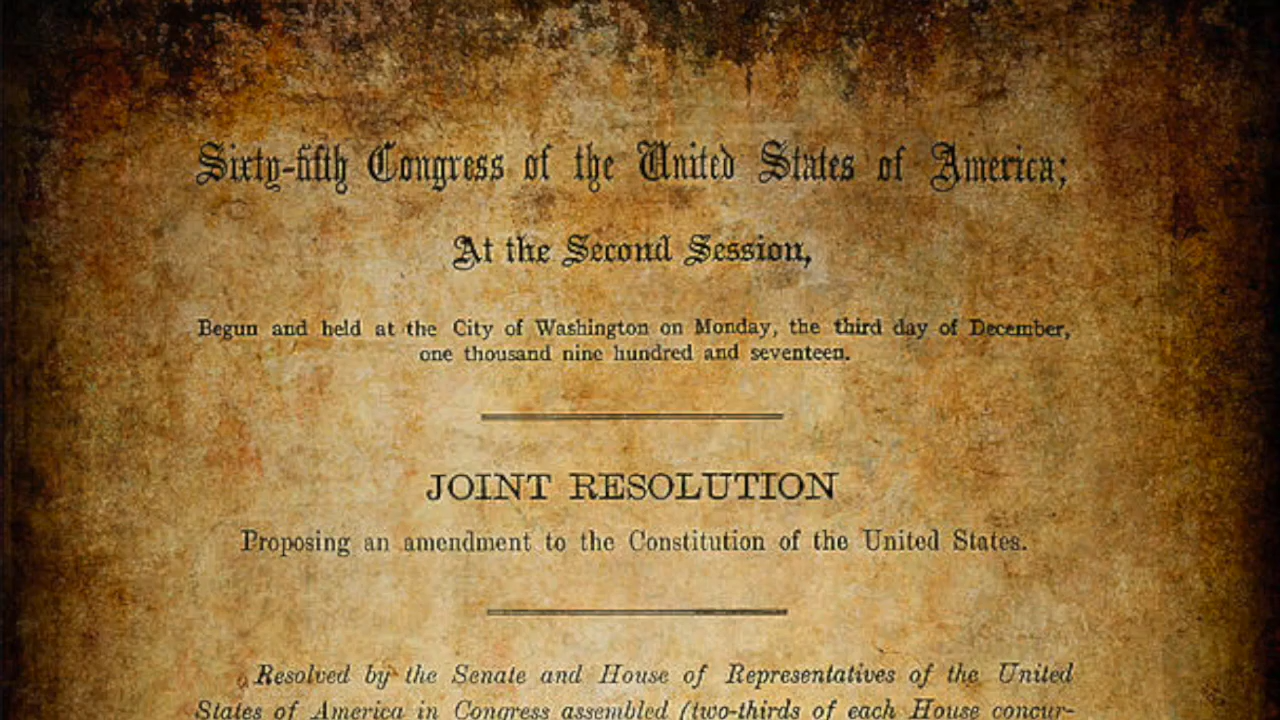 Sixty-fifth Congress of the United States of America;
At the Second Session,
Begun and held at the City of Washington on Monday, the third day of December,
one thousand nine hundred and seventeen.
JOINT RESOLUTION
Proposing an amendment to the Constitution of the United States.
Resolved by the Senate and House of Representatives of the United
States of America in Congress assembled (two-thirds of each House concur-